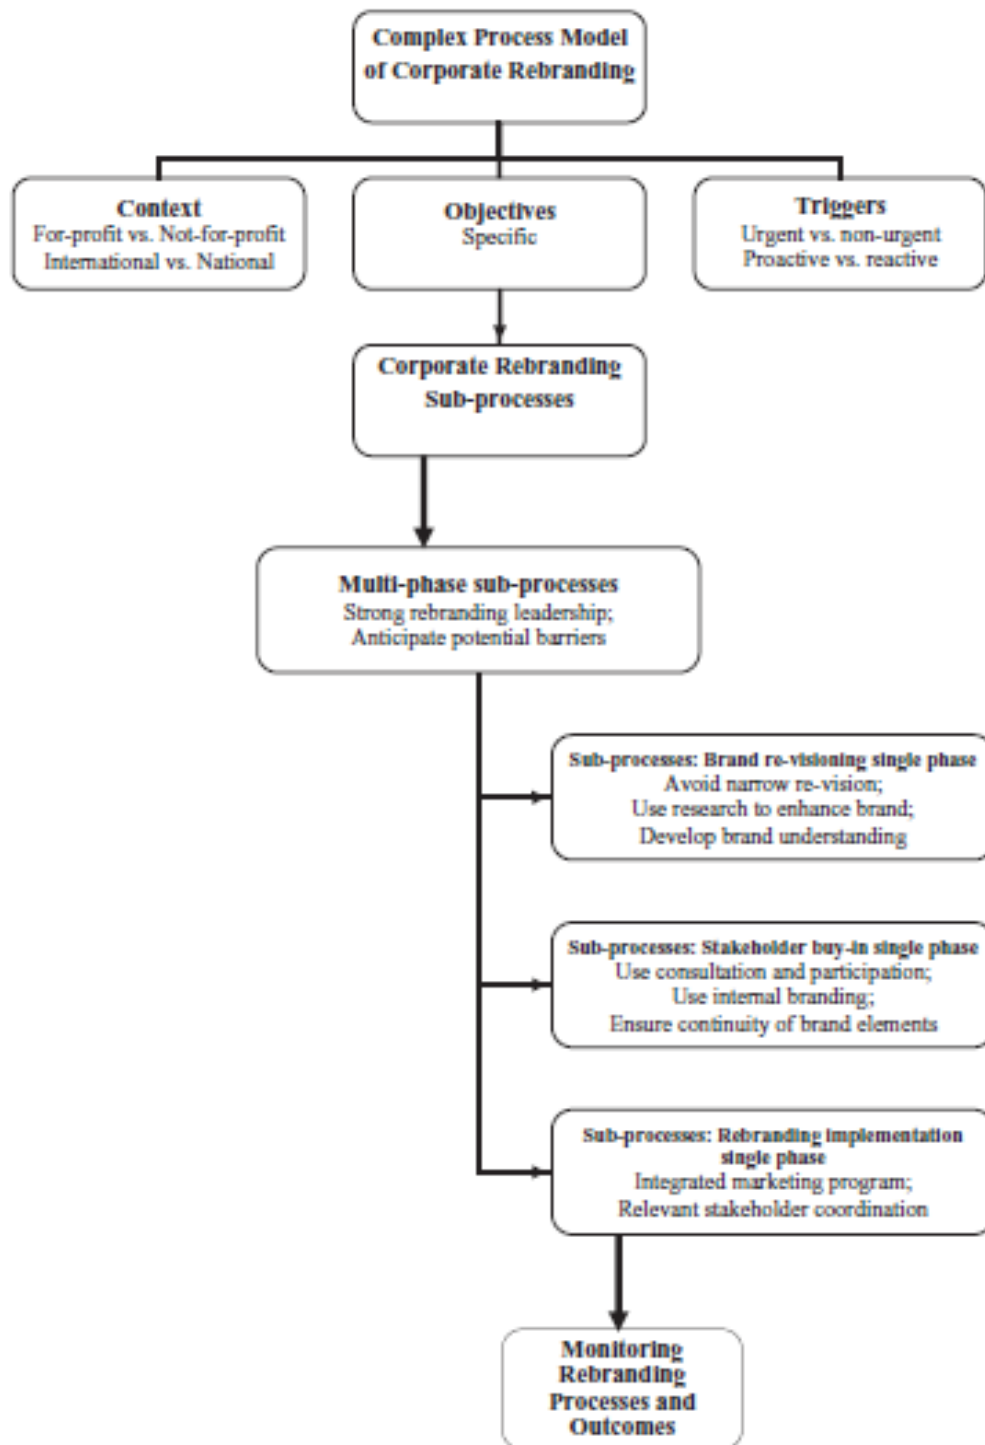 Complex Process Model
of Corporate Rebranding
Context
For-profit vs. Not-for-profit
International vs. National
Objectives
Specific
Triggers
Urgent vs. non-urgent
Proactive vs. reactive
Corporate Rebranding
Sub-processes
Multi-phase sub-processes
Strong rebranding leadership;
Anticipate potential barriers
Sub-processes: Brand re-visioning single phase
Avoid narrow re-vision;
Use research to enhance brand;
Develop brand understanding
Sub-processes: Stakeholder buy-in single phase
Use consultation and participation;
Use internal branding;
Ensure continuity of brand elements
Sub-processes: Rebranding implementation
single phase
Integrated marketing program;
Relevant stakeholder coordination
Monitoring
Rebranding
Processes and
Outcomes